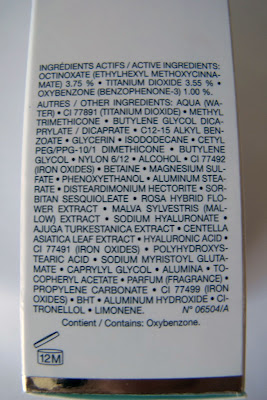 INGRÉDIENTS ACTIFS / ACTIVE INGREDIENTS:
OCTINOXATE (ETHYLHEXYL METHOXYCINNA-
MATE) 3.75 % • TITANIUM DIOXIDE 3.55 % •
OXYBENZONE (BENZOPHENONE-3) 1.00 %.
AUTRES / OTHER INGREDIENTS: AQUA (WA-
TER) • CI 77891 (TITANIUM DIOXIDE) • METHYL
TRIMETHICONE • BUTYLENE GLYCOL DICA-
PRYLATE / DICAPRATE • C12-15 ALKYL BEN-
ZOATE • GLYCERIN • ISODODECANE • CETYL
PEG/PPG-10/1 DIMETHICONE • BUTYLENE
GLYCOL • NYLON 6/12 • ALCOHOL • CI 77492
(IRON OXIDES) • BETAINE • MAGNESIUM SUL-
FATE • PHENOXYETHANOL • ALUMINUM STEA-
RATE • DISTEARDIMONIUM HECTORITE • SOR-
BITAN SESQUIOLEATE • ROSA HYBRID FLO-
WER EXTRACT • MALVA SYLVESTRIS (MAL-
LOW) EXTRACT • SODIUM HYALURONATE •
AJUGA TURKESTANICA EXTRACT • CENTELLA
ASIATICA LEAF EXTRACT • HYALURONIC ACID •
CI 77491 (IRON OXIDES) • POLYHYDROXYS-
TEARIC ACID • SODIUM MYRISTOYL GLUTA-
MATE • CAPRYLYL GLYCOL • ALUMINA • TO-
COPHERYL ACETATE • PARFUM (FRAGRANCE) •
PROPYLENE CARBONATE • CI 77499 (IRON
OXIDES) • BHT • ALUMINUM HYDROXIDE • CI-
TRONELLOL • LIMONENE. N° 06504/A
Contient / Contains: Oxybenzone.
12M